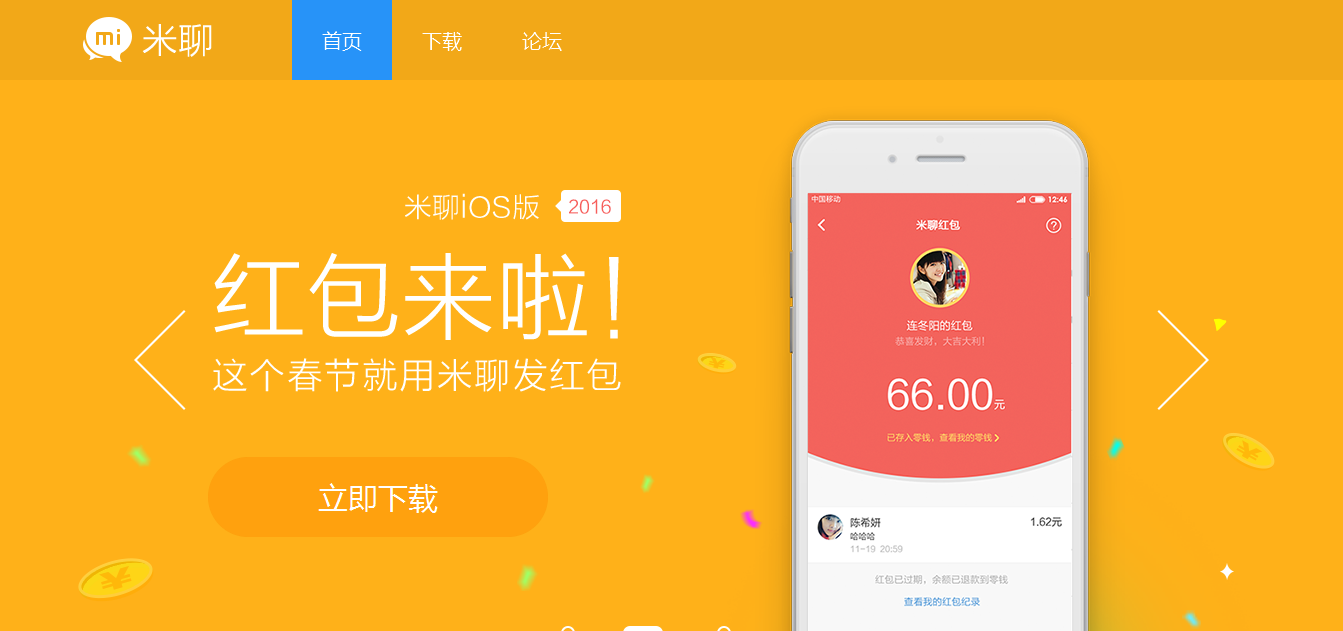 mi 米聊
首页 下载 论坛
米聊iOS版 2016
红包来啦!
这个春节就用米聊发红包
立即下载
中国移动 12:46
米聊红包 ?
连冬阳的红包
恭喜发财，大吉大利!
66.00元
已存入零钱，查看我的零钱
陈希妍 1.62元
哈哈哈
11-19 20:59
红包已过期，余额已退款到零钱
查看我的红包纪录